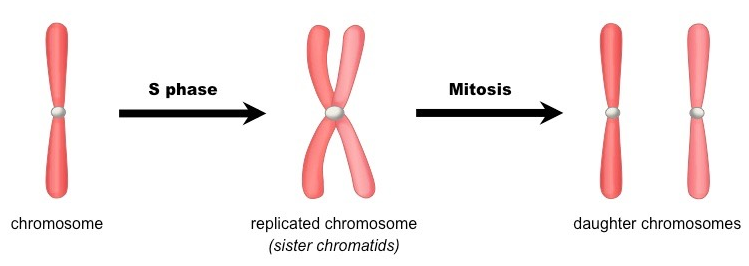 S phase
Mitosis
chromosome
replicated chromosome
(sister chromatids)
daughter chromosomes